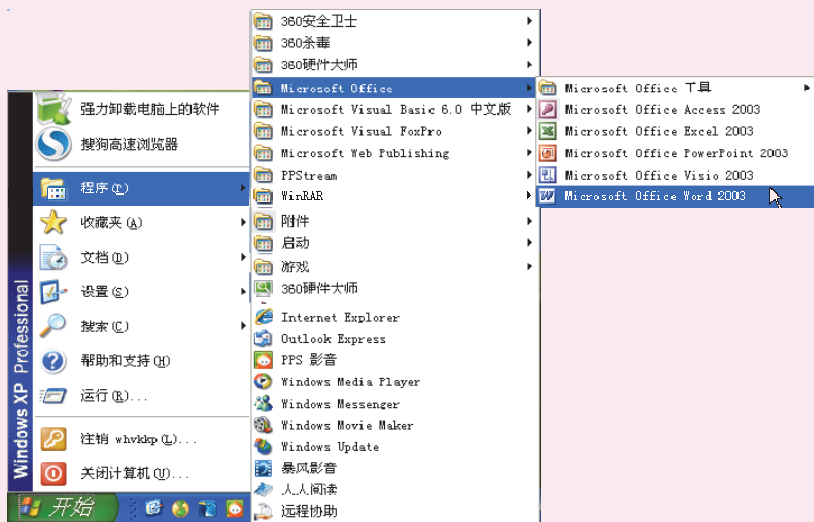 360安全卫士
360杀毒
360硬件大师
Microsoft Office
Microsoft Visual Basic 6.0 中文版
Microsoft Visual FoxPro
Microsoft Web Publishing
PPStream
WinRAR
附件
启动
游戏
360硬件大师
Internet Explorer
Outlook Express
PPS 影音
Windows Media Player
Windows Messenger
Windows Movie Maker
Windows Update
暴风影音
人人阅读
远程协助
Microsoft Office 工具
Microsoft Office Access 2003
Microsoft Office Excel 2003
Microsoft Office PowerPoint 2003
Microsoft Office Visio 2003
Microsoft Office Word 2003
强力卸载电脑上的软件
搜狗高速浏览器
程序(P)
收藏夹(A)
文档(D)
设置(S)
搜索(C)
帮助和支持(H)
运行(R)...
注销 whvkkp(L)...
关闭计算机(U)...
Windows XP Professional
开始